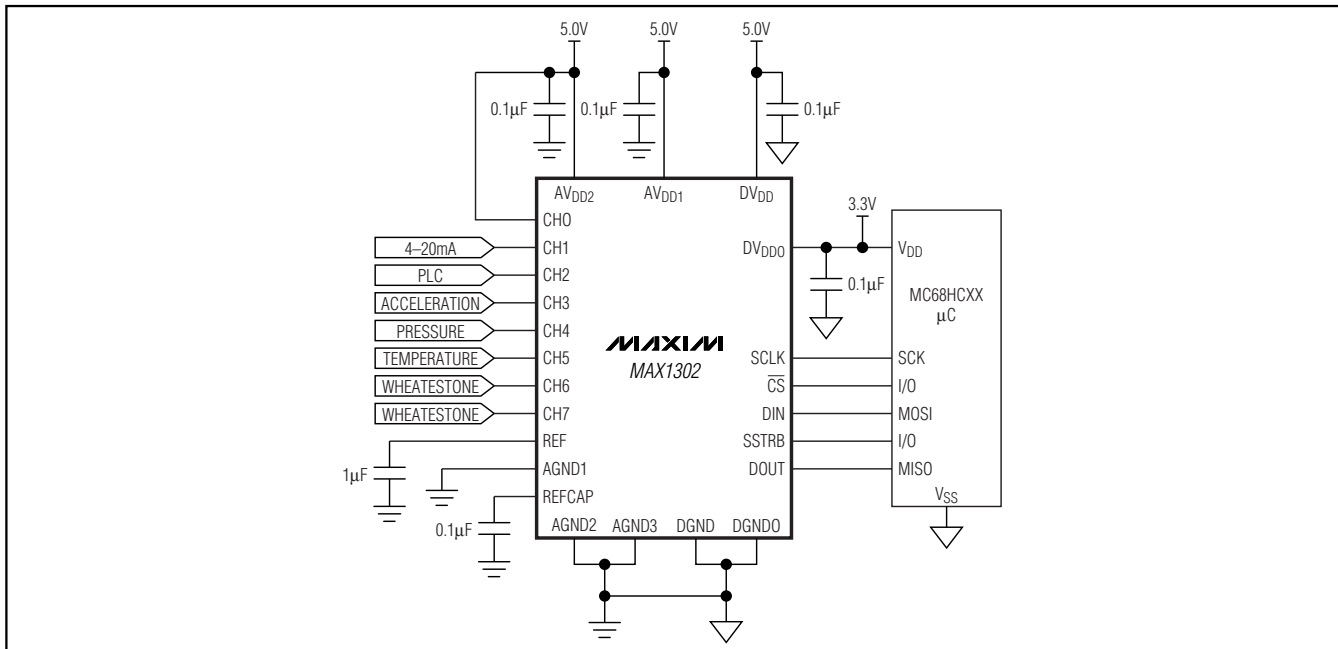 5.0V 5.0V 5.0V
0.1µF 0.1µF 0.1µF
AVDD2 AVDD1 DVDD
3.3V
CH0
4–20mA CH1 DVDDO VDD
PLC CH2
0.1µF
ACCELERATION CH3
MC68HCXX
µC
PRESSURE CH4
MAXIM
MAX1302
TEMPERATURE CH5 SCLK SCK
WHEATESTONE CH6 CS I/O
WHEATESTONE CH7 DIN MOSI
REF SSTRB I/O
1µF
AGND1 DOUT MISO
REFCAP
VSS
0.1µF
AGND2 AGND3 DGND DGNDO